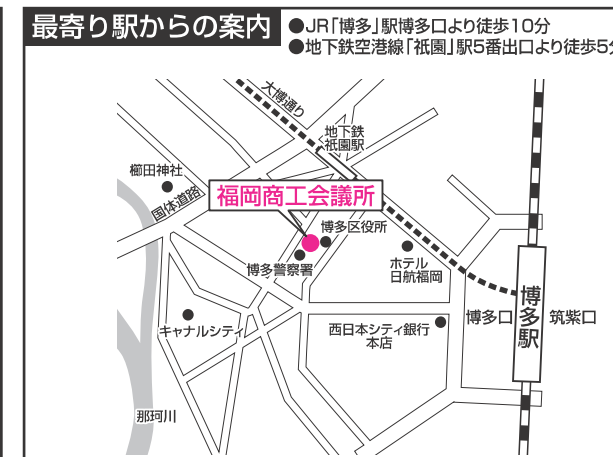 最寄り駅からの案内
●JR「博多」駅博多口より徒歩10分
●地下鉄空港線「祇園」駅5番出口より徒歩5分
大博通り
地下鉄
祇園駅
櫛田神社
国体道路
福岡商工会議所
博多区役所
博多警察署
ホテル
日航福岡
キャナルシティ
西日本シティ銀行
本店
博多口
博多駅
筑紫口
那珂川